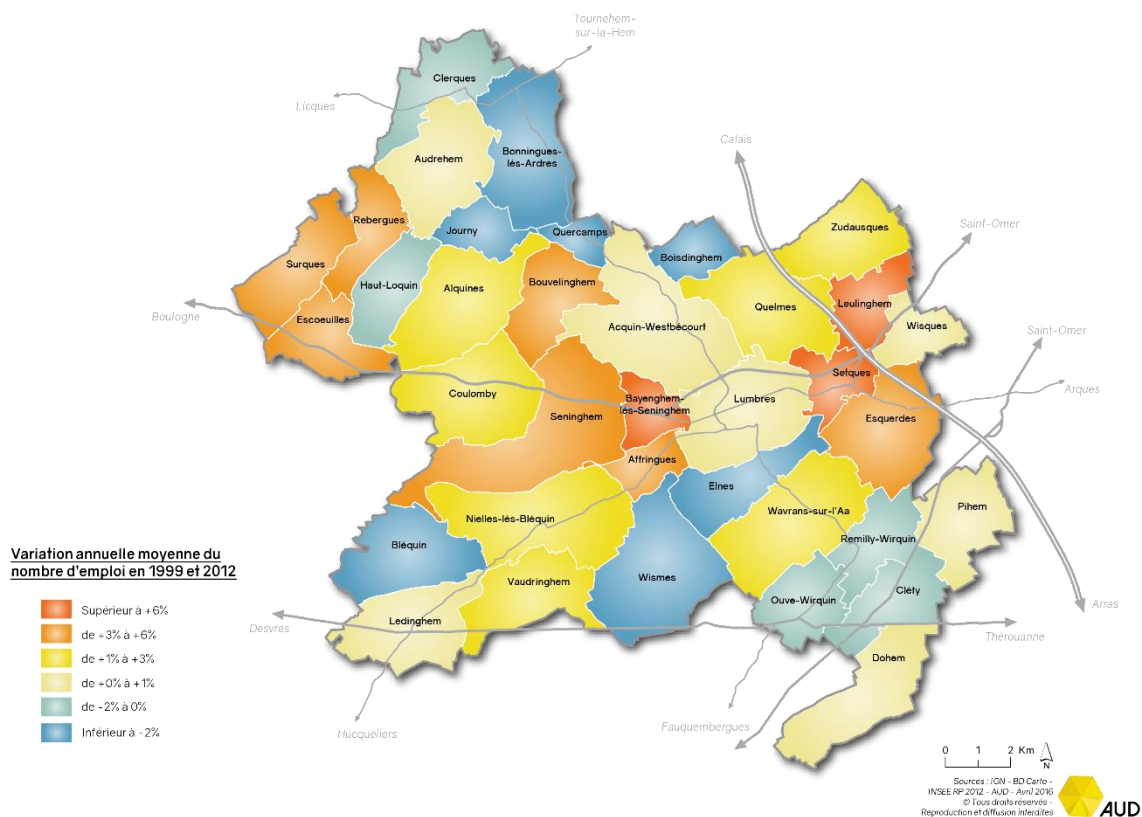 Tournehem-
sur-la-Hem
Clerques
Licques
Calais
Audrehem
Bonningues-
lès-Ardres
Rebergues
Journy
Quercamps
Zudausques
Saint-Omer
Surques
Boisdinghem
Haut-Loquin
Alquines
Bouvelinghem
Leulinghem
Quelmes
Boulogne
Escoeuilles
Acquin-Westbécourt
Wisques
Saint-Omer
Setques
Coulomby
Bayenghem-
lès-Seninghem
Lumbres
Arques
Seninghem
Esquerdes
Affringues
Elnes
Nielles-lès-Bléquin
Wavrans-sur-l'Aa
Pihem
Bléquin
Remilly-Wirquin
Wismes
Vaudringhem
Cléty
Ouve-Wirquin
Arras
Desvres
Ledinghem
Thérouanne
Dohem
Hucqueliers
Fauquembergues
Variation annuelle moyenne du
nombre d'emploi en 1999 et 2012
Supérieur à +6%
de +3% à +6%
de +1% à +3%
de +0% à +1%
de -2% à 0%
Inférieur à -2%
0 1 2 Km
N
Sources : IGN - BD Carto -
INSEE RP 2012 - AUD - Avril 2016
© Tous droits réservés -
Reproduction et diffusion interdites
AUD